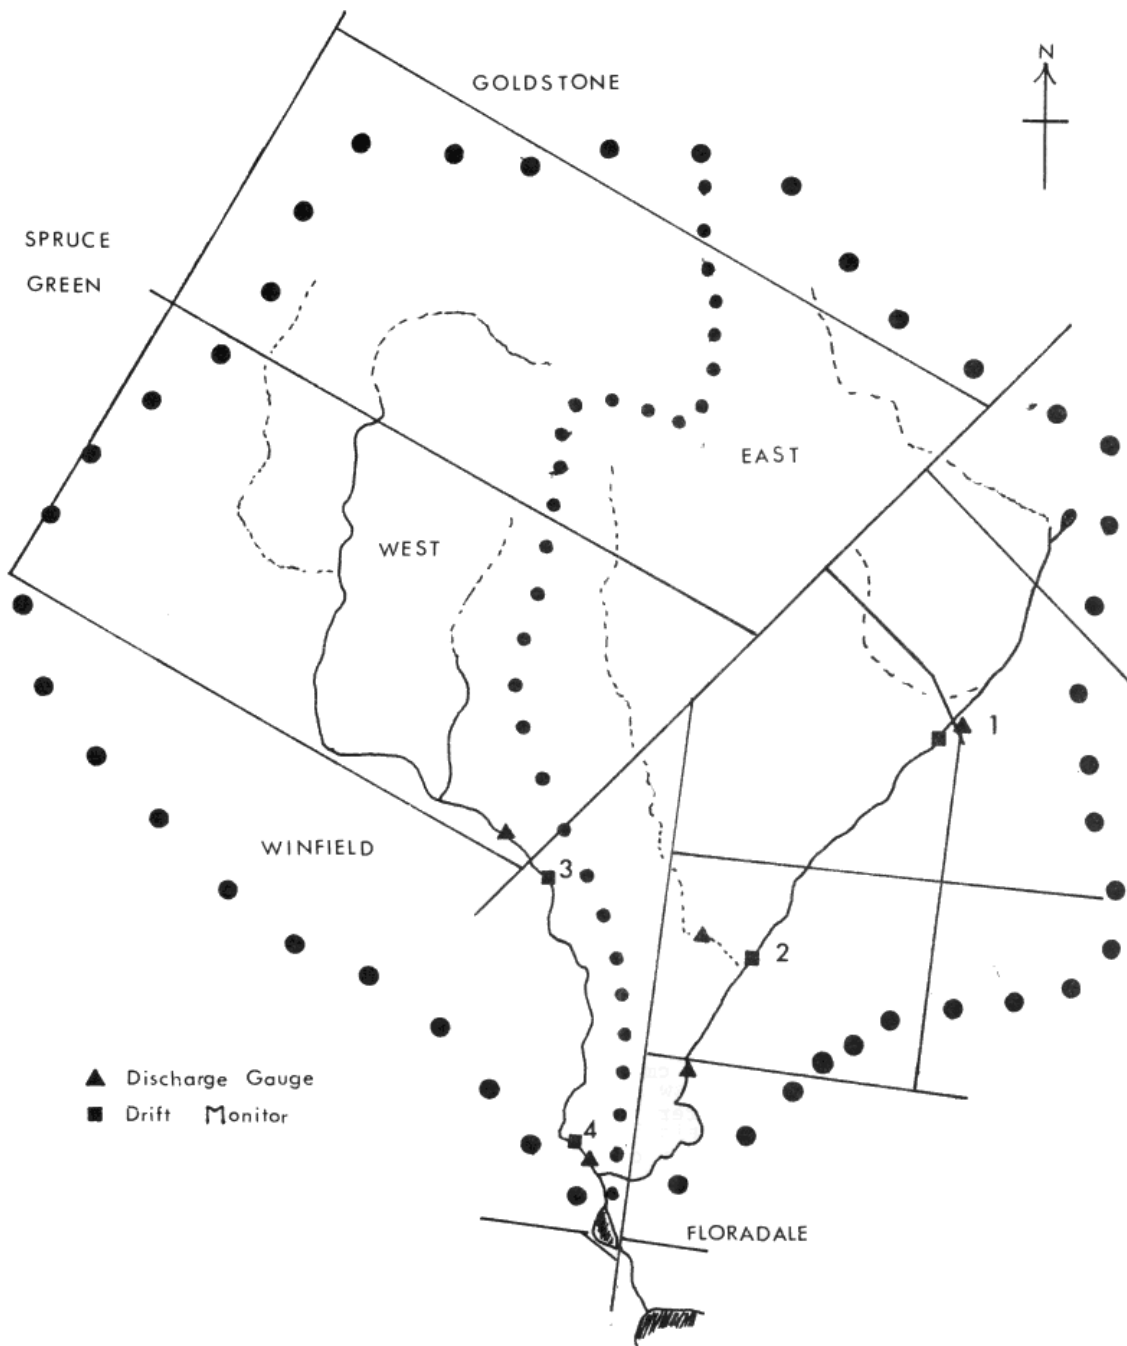 GOLDSTONE
N
SPRUCE
GREEN
EAST
WEST
1
WINFIELD
3
2
▲ Discharge Gauge
■ Drift Monitor
4
FLORADALE